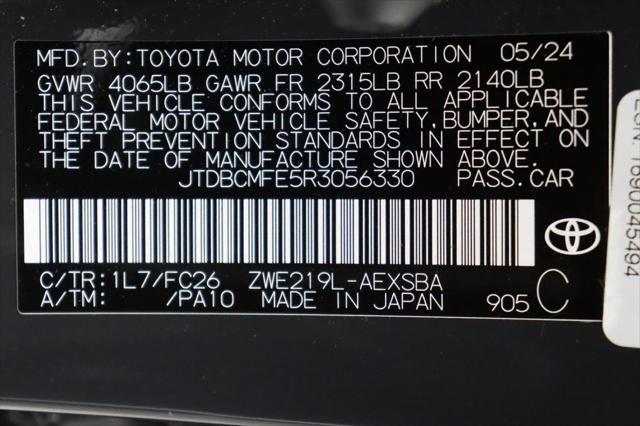 MFD.BY:TOYOTA MOTOR CORPORATION 05/24
GVWR 4065LB GAWR FR 2315LB RR 2140LB
THIS VEHICLE CONFORMS TO ALL APPLICABLE
FEDERAL MOTOR VEHICLE SAFETY,BUMPER,AND
THEFT PREVENTION STANDARDS IN EFFECT ON
THE DATE OF MANUFACTURE SHOWN ABOVE.
JTDBCMFE5R3056330 PASS.CAR
C/TR:1L7/FC26 ZWE219L-AEXSBA
A/TM: /PA10 MADE IN JAPAN 905 C
1690045494